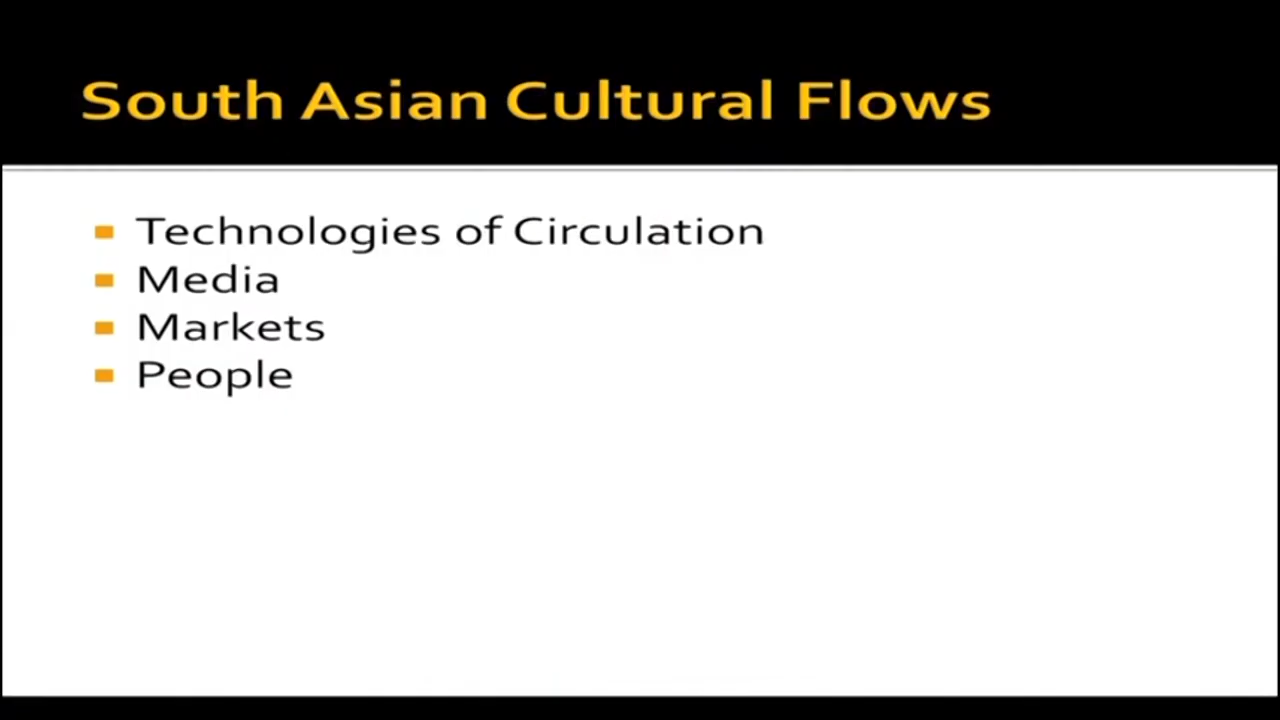 South Asian Cultural Flows
Technologies of Circulation
Media
Markets
People